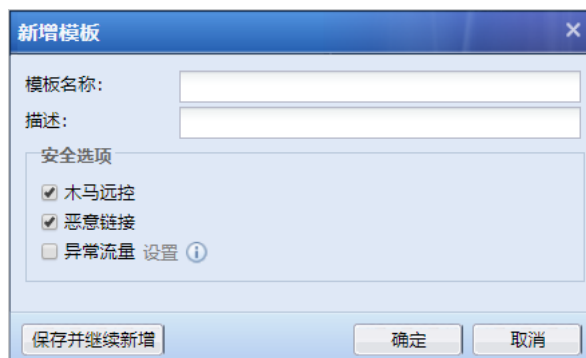 新增模板
模板名称:
描述:
安全选项
木马远控
恶意链接
异常流量 设置
保存并继续新增 确定 取消